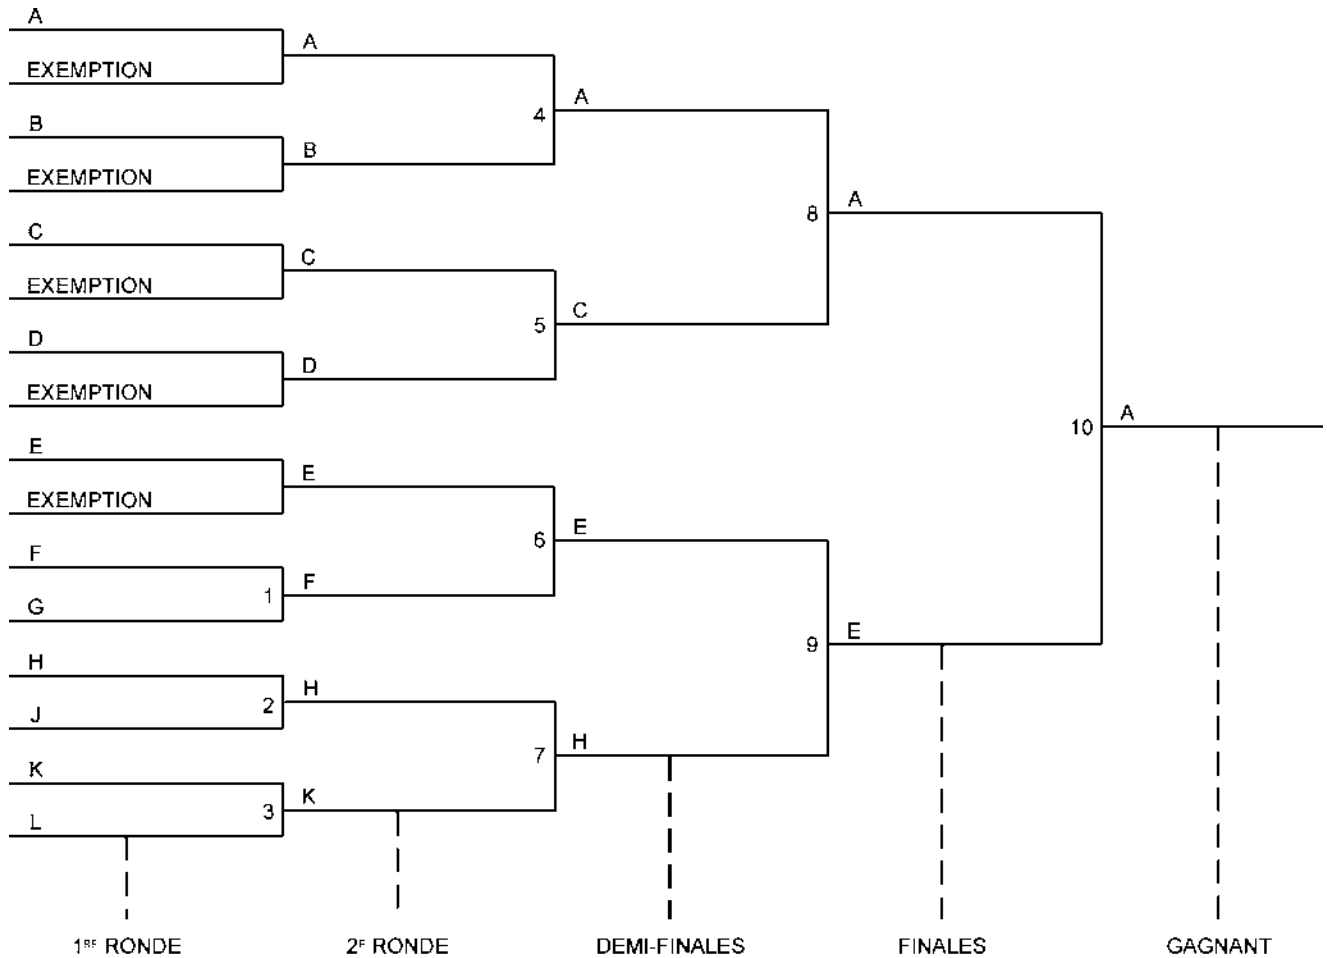 A
EXEMPTION
B
EXEMPTION
C
EXEMPTION
D
EXEMPTION
E
EXEMPTION
F
G
1
H
J
2
K
L
3
A
B
4
C
D
5
E
F
6
H
K
7
A
C
8
E
H
9
A
E
10
A
1RE RONDE
2E RONDE
DEMI-FINALES
FINALES
GAGNANT